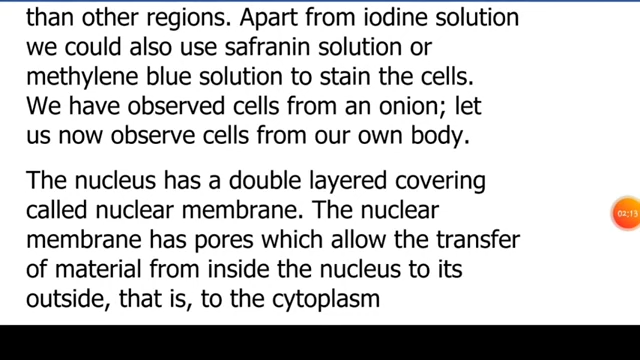 than other regions. Apart from iodine solution
we could also use safranin solution or
methylene blue solution to stain the cells.
We have observed cells from an onion; let
us now observe cells from our own body.
The nucleus has a double layered covering
called nuclear membrane. The nuclear
membrane has pores which allow the transfer
of material from inside the nucleus to its
outside, that is, to the cytoplasm
02:13